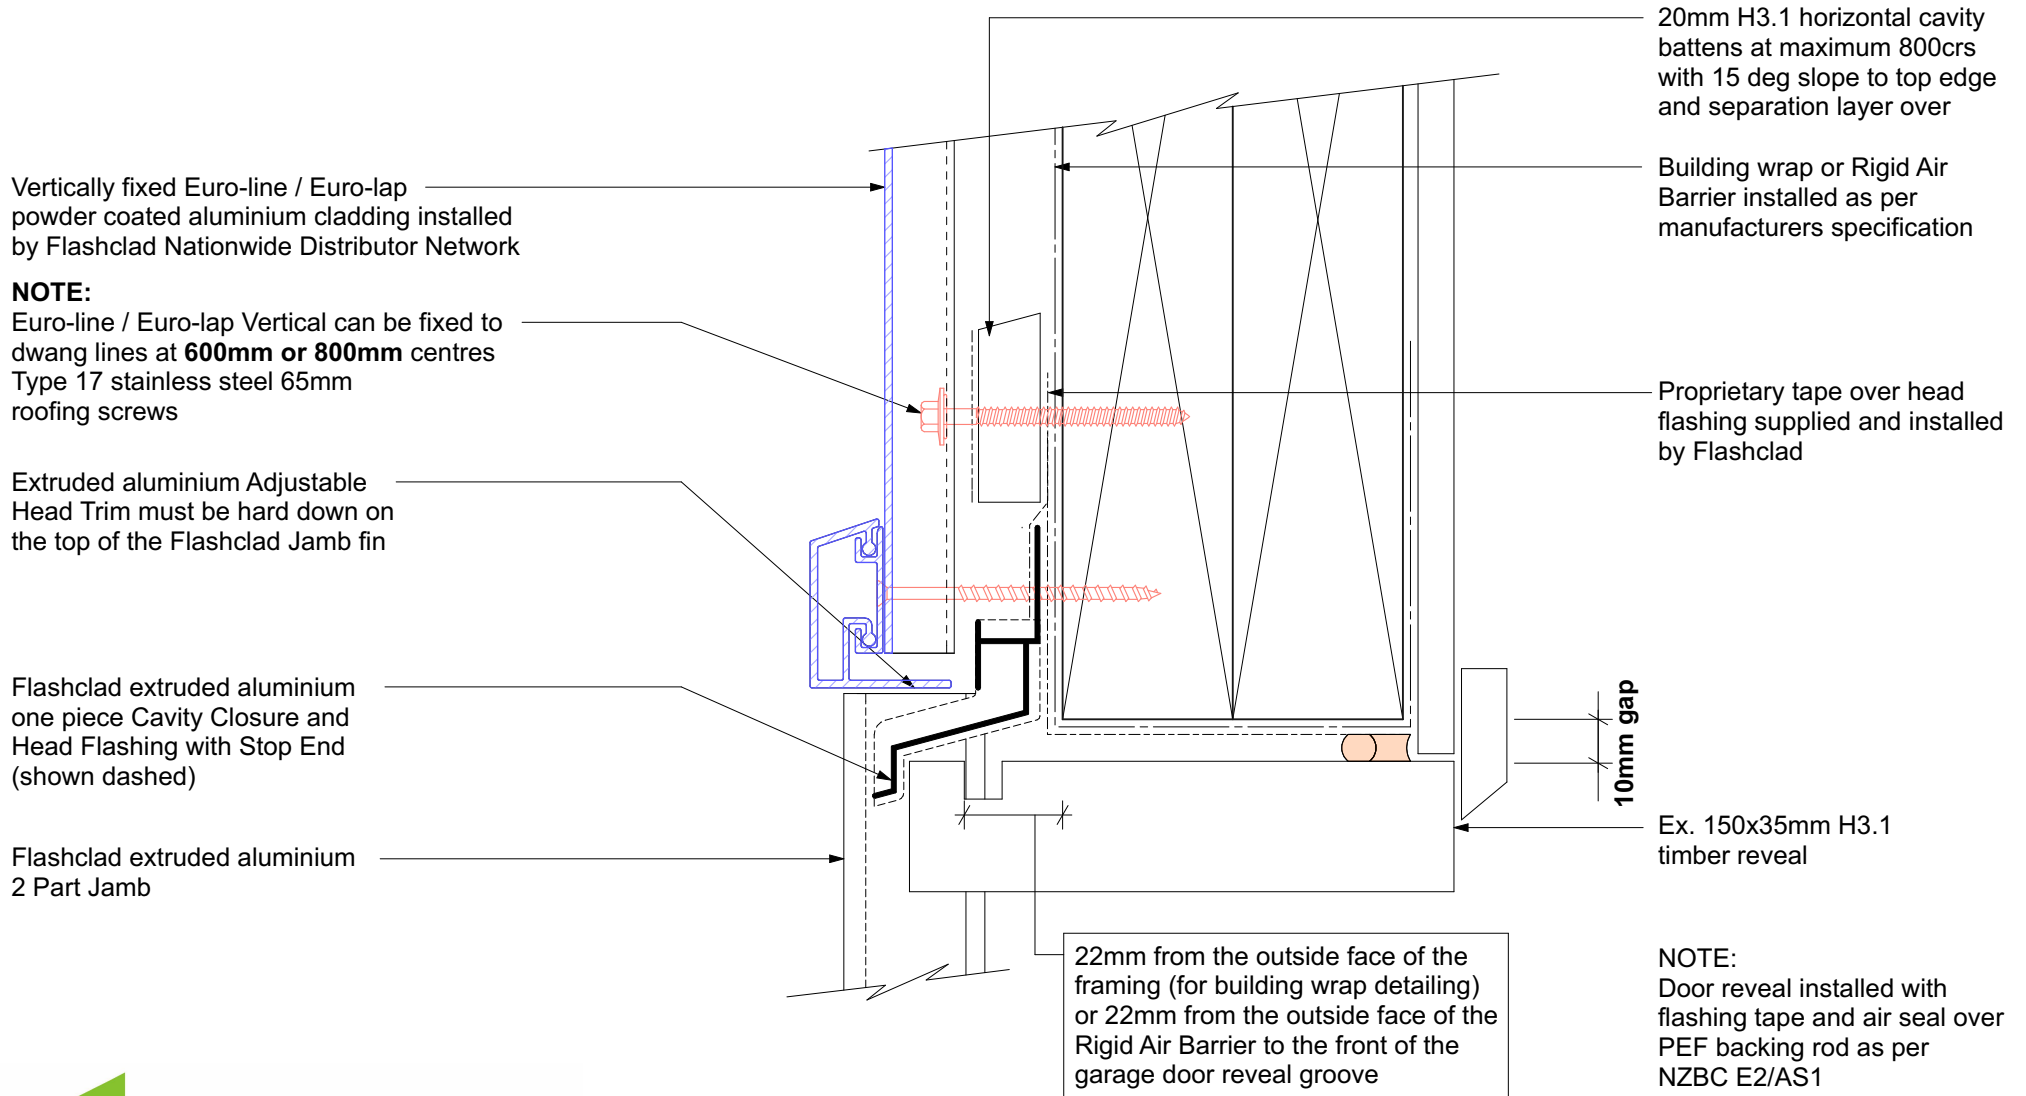 20mm H3.1 horizontal cavity
battens at maximum 800crs
with 15 deg slope to top edge
and separation layer over
Building wrap or Rigid Air
Barrier installed as per
manufacturers specification
Vertically fixed Euro-line / Euro-lap
powder coated aluminium cladding installed
by Flashclad Nationwide Distributor Network
NOTE:
Euro-line / Euro-lap Vertical can be fixed to
dwang lines at 600mm or 800mm centres
Type 17 stainless steel 65mm
roofing screws
Proprietary tape over head
flashing supplied and installed
by Flashclad
Extruded aluminium Adjustable
Head Trim must be hard down on
the top of the Flashclad Jamb fin
Flashclad extruded aluminium
one piece Cavity Closure and
Head Flashing with Stop End
(shown dashed)
10mm gap
Ex. 150x35mm H3.1
timber reveal
Flashclad extruded aluminium
2 Part Jamb
22mm from the outside face of the
framing (for building wrap detailing)
or 22mm from the outside face of the
Rigid Air Barrier to the front of the
garage door reveal groove
NOTE:
Door reveal installed with
flashing tape and air seal over
PEF backing rod as per
NZBC E2/AS1